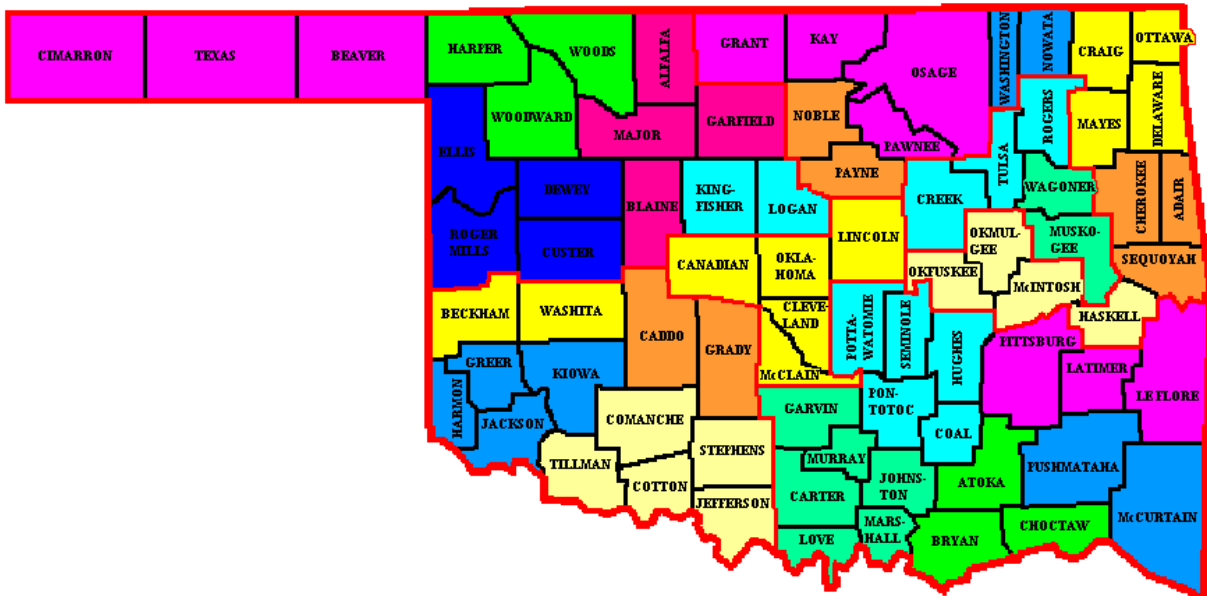 CIMARRON
TEXAS
BEAVER
HARPER
WOODS
ALFALFA
GRANT
KAY
OSAGE
WASHINGTON
NOWATA
CRAIG
OTTAWA
WOODWARD
MAJOR
GARFIELD
NOBLE
PAWNEE
ROGERS
MAYES
DELAWARE
ELLIS
DEWEY
BLAINE
KING-
FISHER
LOGAN
PAYNE
CREEK
TULSA
WAGONER
CHEROKEE
ADAIR
ROGER
MILLS
CUSTER
CANADIAN
OKLA-
HOMA
LINCOLN
OKMUL-
GEE
MUSKO-
GEE
SEQUOYAH
OKFUSKEE
McINTOSH
HASKELL
BECKHAM
WASHITA
CADDO
GRADY
CLEVE-
LAND
McCLAIN
POTTA-
WATOMIE
SEMINOLE
HUGHES
PITTSBURG
LATIMER
LE FLORE
GREER
KIOWA
HARMON
JACKSON
COMANCHE
STEPHENS
GARVIN
PON-
TOTOC
COAL
TILLMAN
COTTON
JEFFERSON
MURRAY
CARTER
JOHNS-
TON
ATOKA
PUSHMATAHA
McCURTAIN
LOVE
MARS-
HALL
BRYAN
CHOCTAW